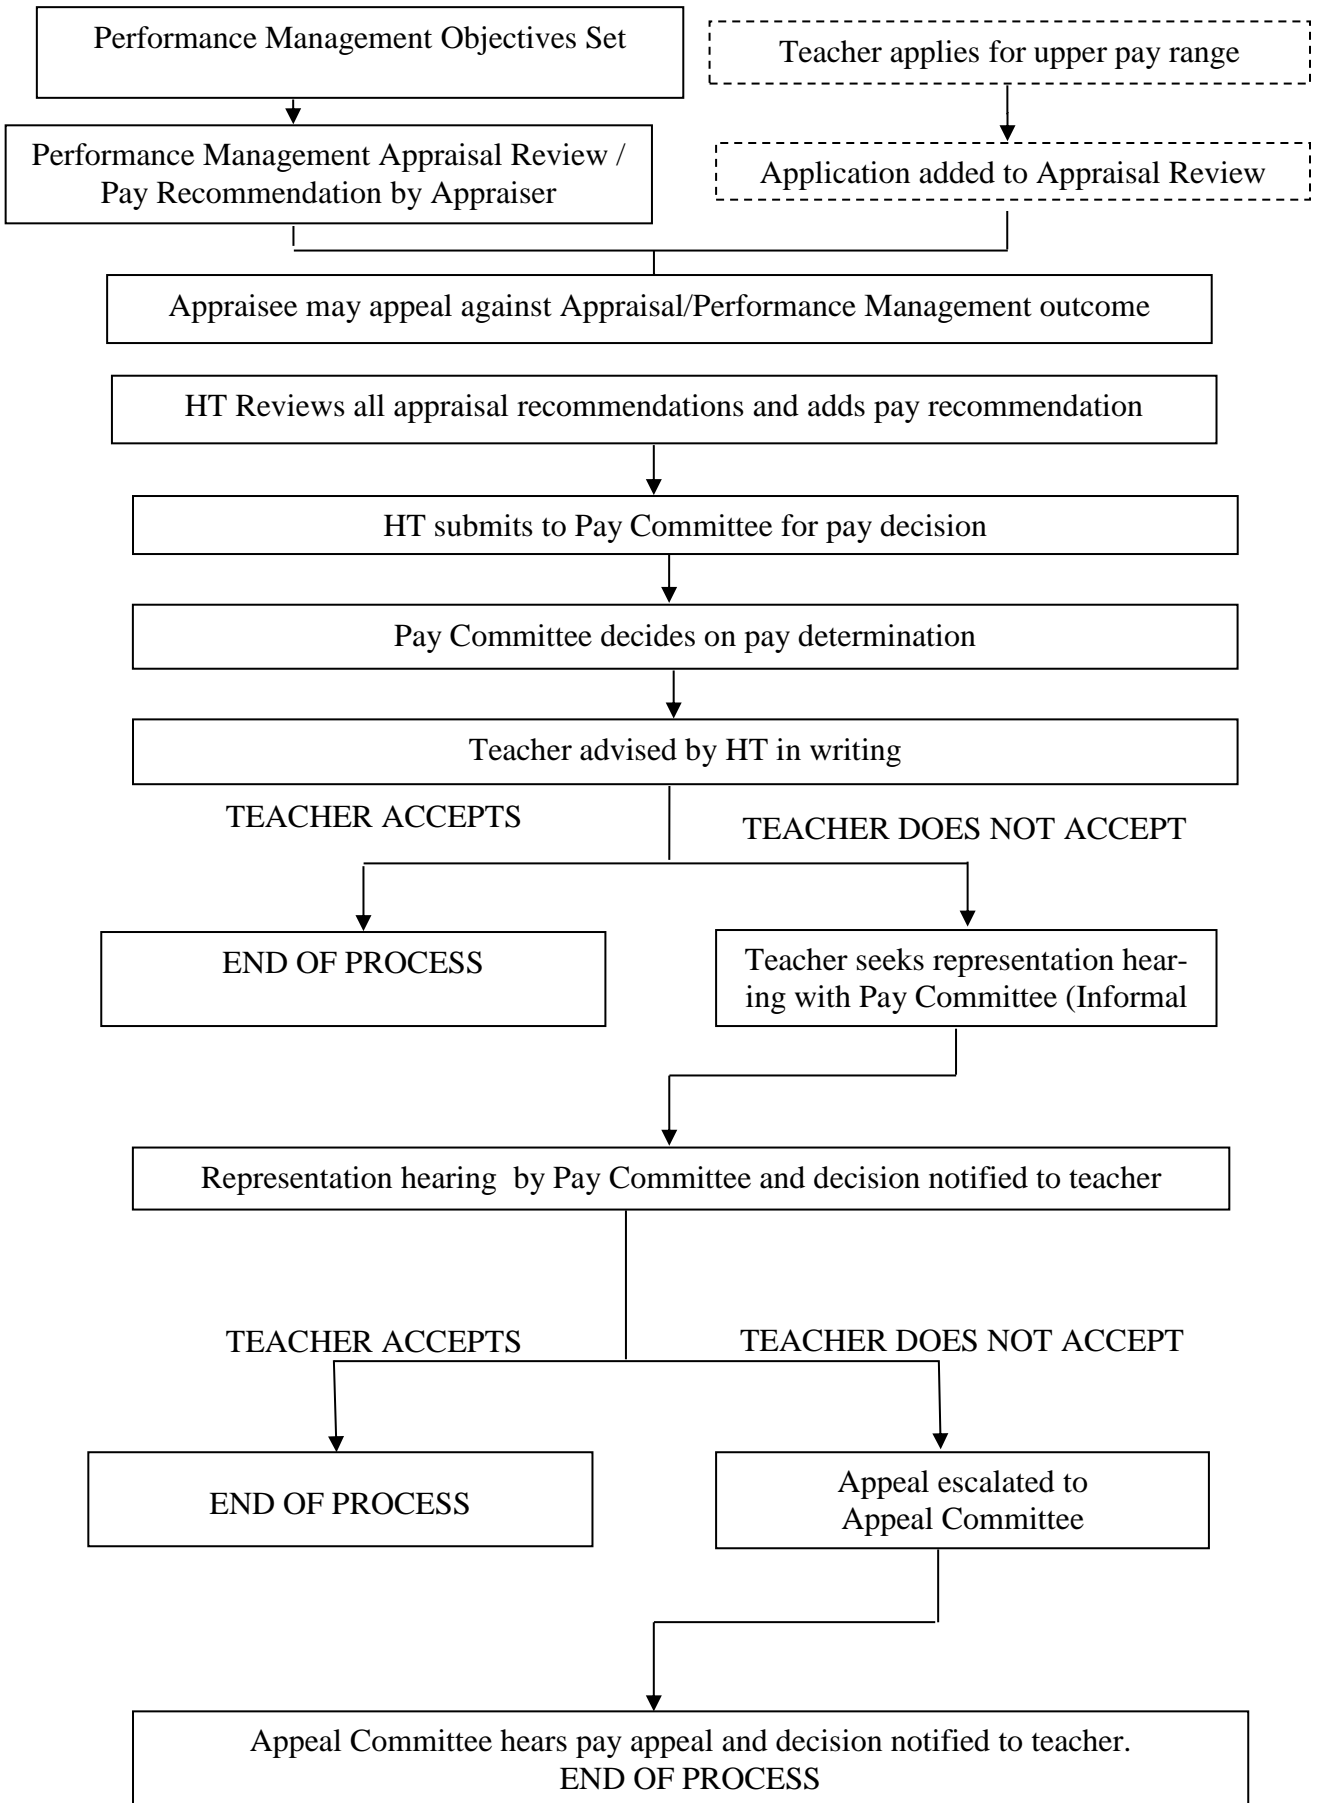 Performance Management Objectives Set
Teacher applies for upper pay range
Performance Management Appraisal Review /
Pay Recommendation by Appraiser
Application added to Appraisal Review
Appraisee may appeal against Appraisal/Performance Management outcome
HT Reviews all appraisal recommendations and adds pay recommendation
HT submits to Pay Committee for pay decision
Pay Committee decides on pay determination
Teacher advised by HT in writing
TEACHER ACCEPTS
TEACHER DOES NOT ACCEPT
END OF PROCESS
Teacher seeks representation hear-
ing with Pay Committee (Informal
Representation hearing  by Pay Committee and decision notified to teacher
TEACHER ACCEPTS
TEACHER DOES NOT ACCEPT
END OF PROCESS
Appeal escalated to
Appeal Committee
Appeal Committee hears pay appeal and decision notified to teacher.
END OF PROCESS